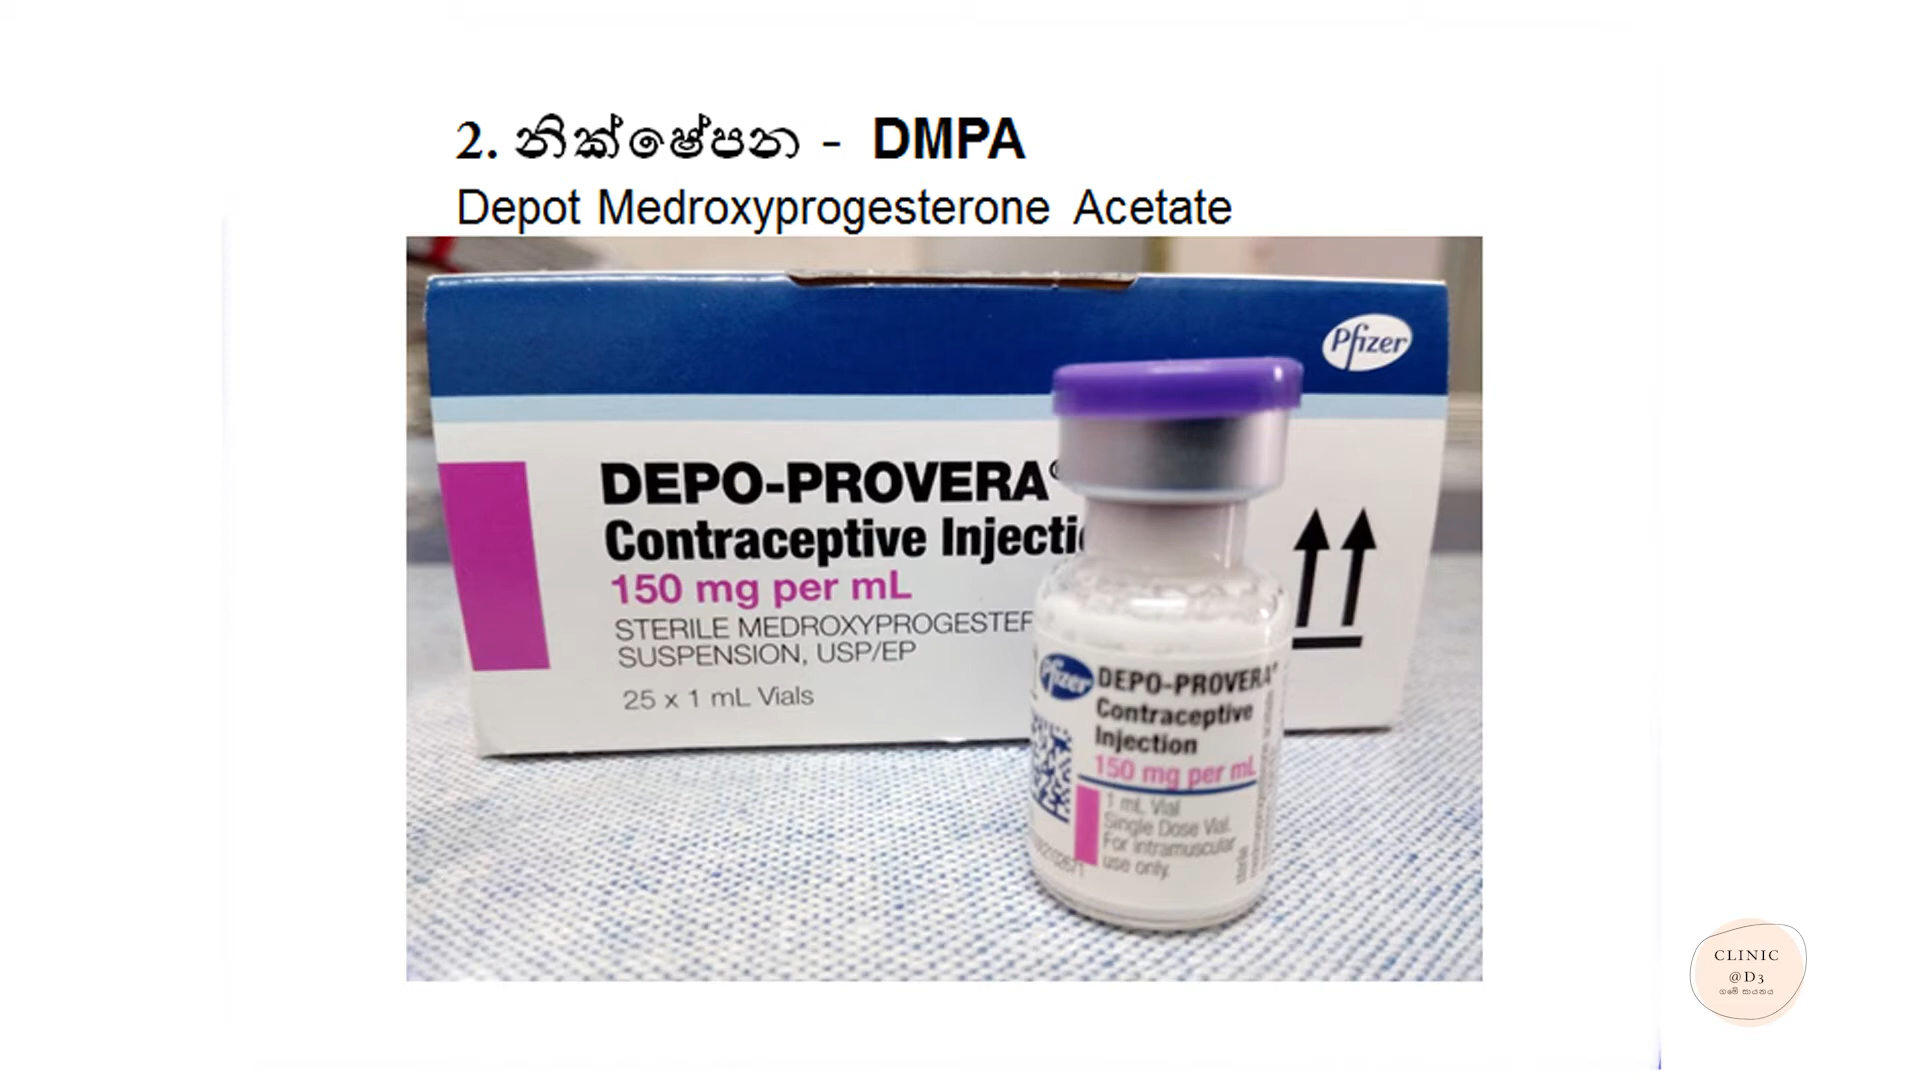 2. නික්ෂේපන - DMPA
Depot Medroxyprogesterone Acetate
Pfizer
DEPO-PROVERA®
Contraceptive Injecti
150 mg per mL
STERILE MEDROXYPROGESTER
SUSPENSION, USP/EP
25 x 1 mL Vials
Pfizer
DEPO-PROVERA®
Contraceptive
Injection
150 mg per mL
1 mL Vial
Single Dose Vial.
For intramuscular
use only.
CLINIC
@D3
ගමේ සායනය